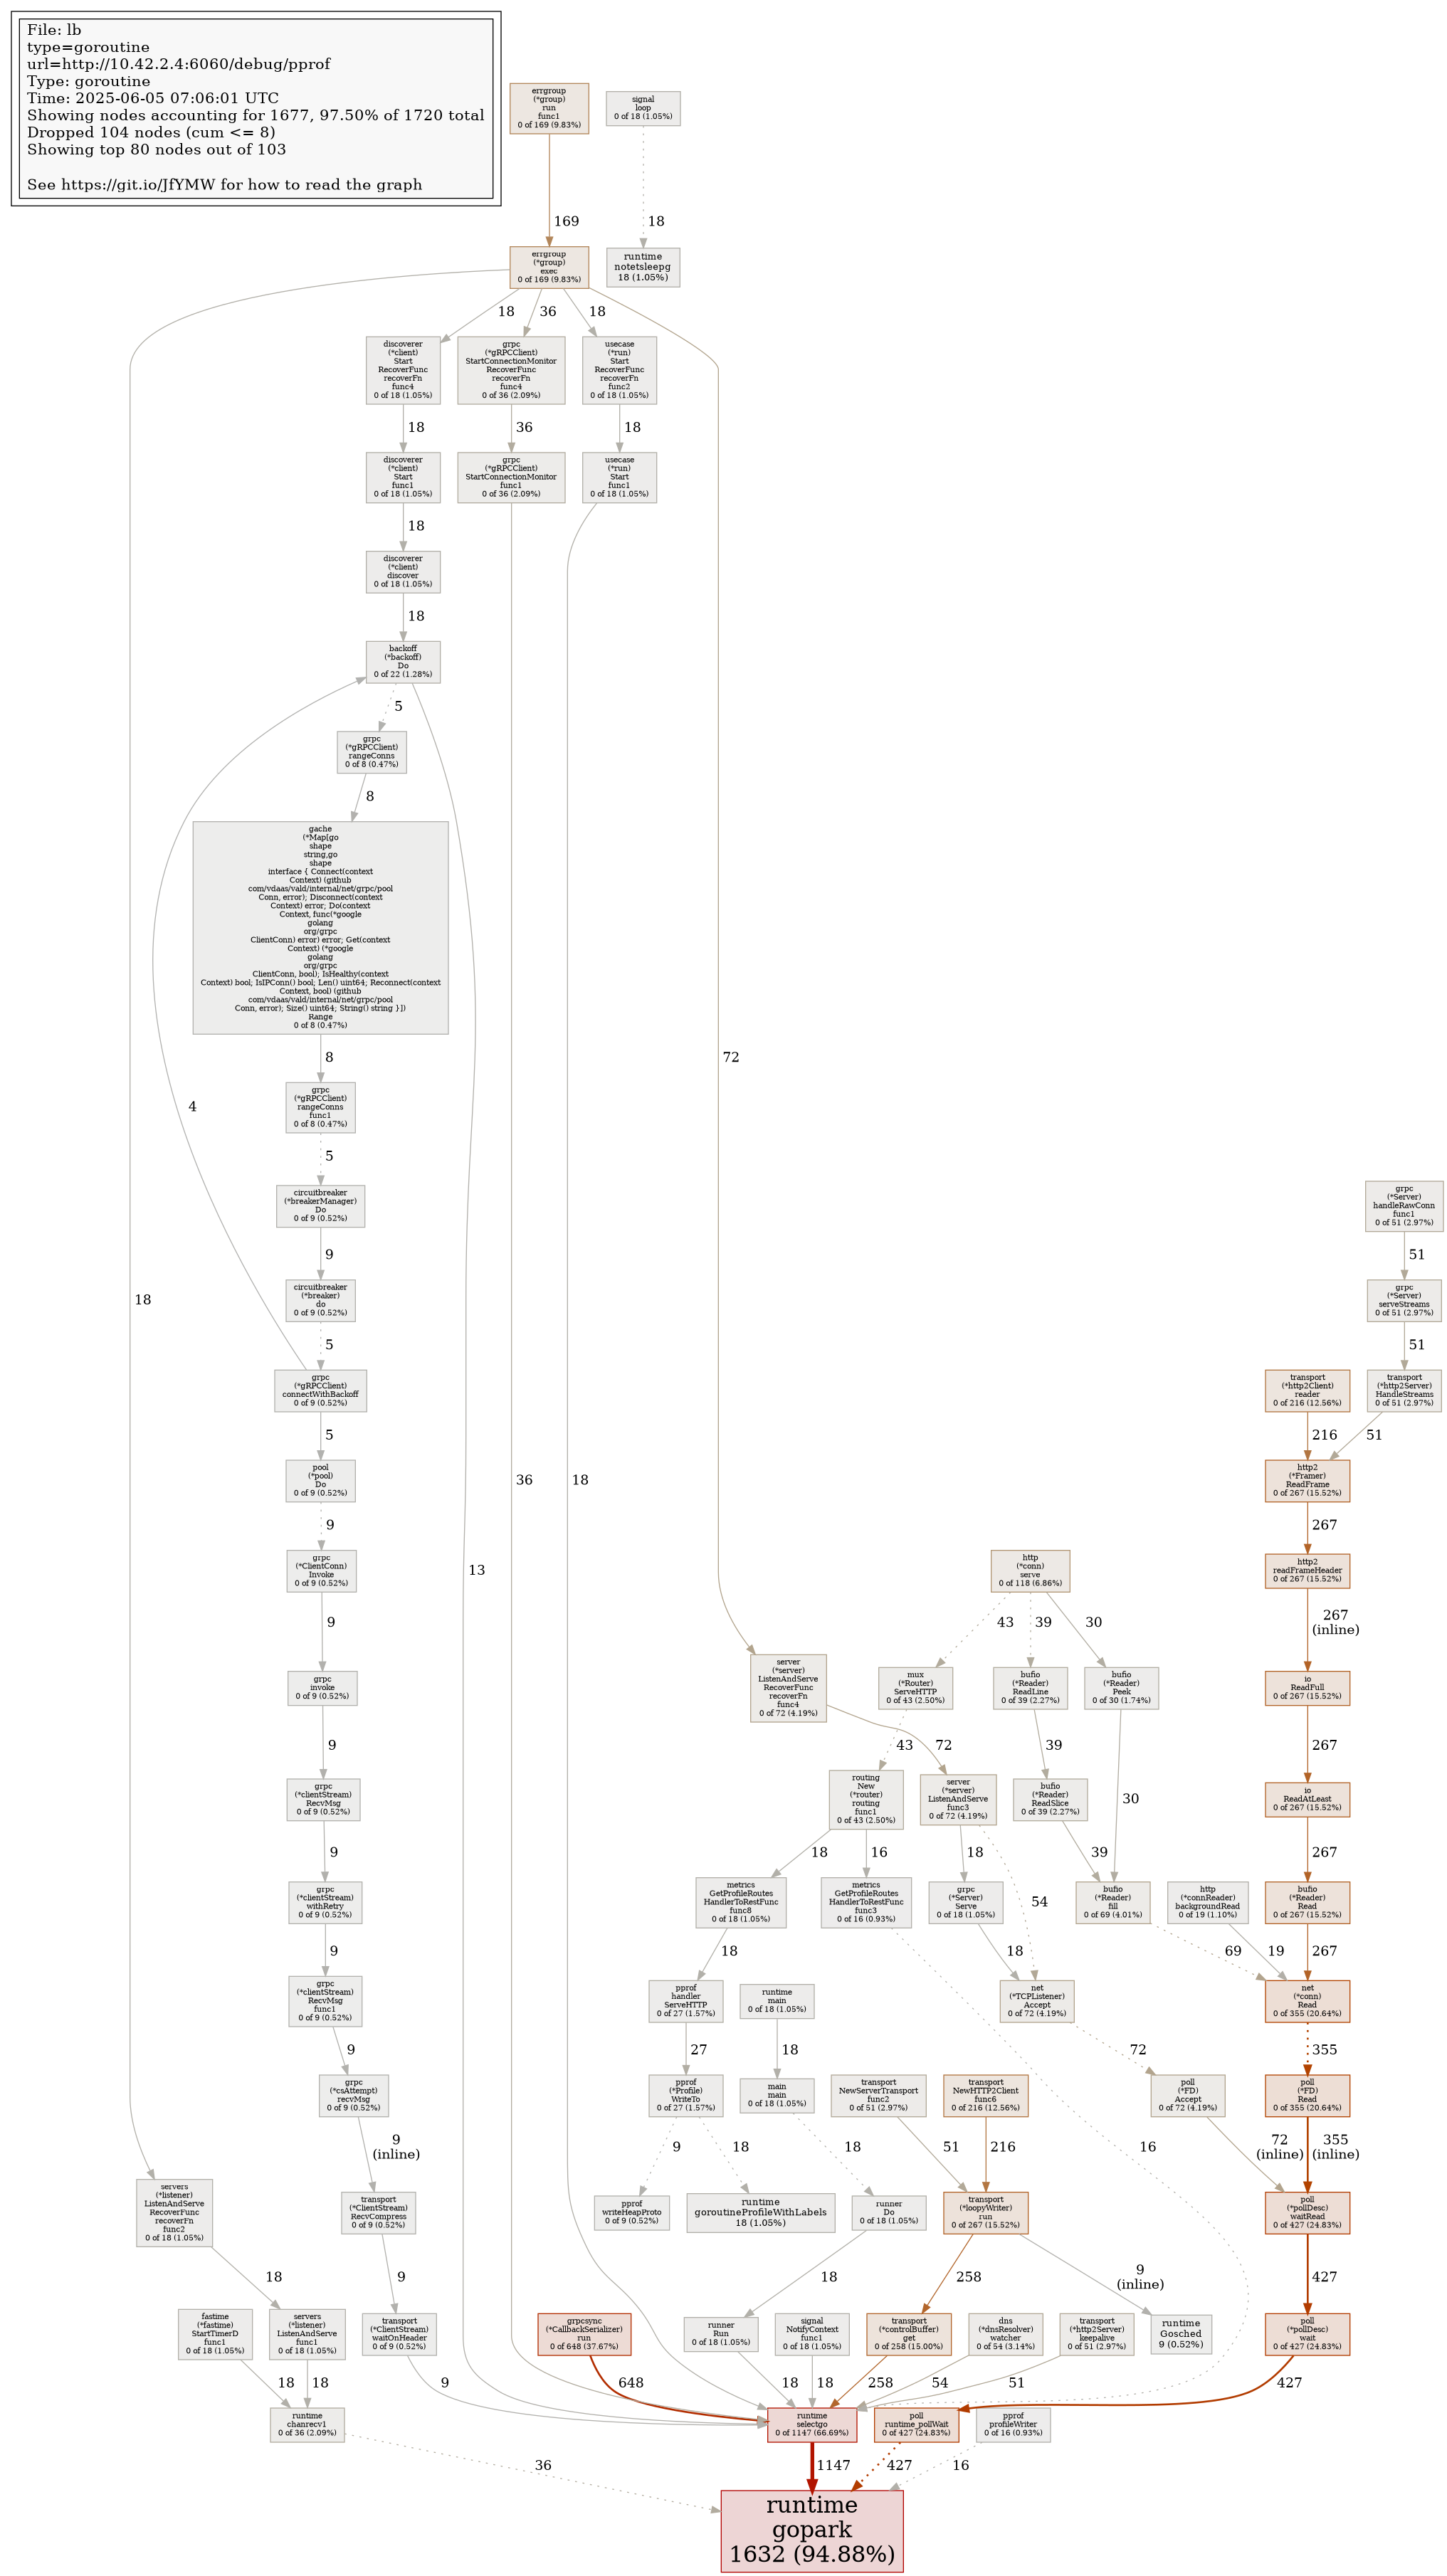 File: lb
type=goroutine
url=http://10.42.2.4:6060/debug/pprof
Type: goroutine
Time: 2025-06-05 07:06:01 UTC
Showing nodes accounting for 1677, 97.50% of 1720 total
Dropped 104 nodes (cum <= 8)
Showing top 80 nodes out of 103
See https://git.io/JfYMW for how to read the graph
errgroup
(*group)
run
func1
0 of 169 (9.83%)
signal
loop
0 of 18 (1.05%)
169
18
errgroup
(*group)
exec
0 of 169 (9.83%)
runtime
notetsleepg
18 (1.05%)
18
36
18
discoverer
(*client)
Start
RecoverFunc
recoverFn
func4
0 of 18 (1.05%)
grpc
(*gRPCClient)
StartConnectionMonitor
RecoverFunc
recoverFn
func4
0 of 36 (2.09%)
usecase
(*run)
Start
RecoverFunc
recoverFn
func2
0 of 18 (1.05%)
18
36
18
discoverer
(*client)
Start
func1
0 of 18 (1.05%)
grpc
(*gRPCClient)
StartConnectionMonitor
func1
0 of 36 (2.09%)
usecase
(*run)
Start
func1
0 of 18 (1.05%)
18
discoverer
(*client)
discover
0 of 18 (1.05%)
18
backoff
(*backoff)
Do
0 of 22 (1.28%)
5
grpc
(*gRPCClient)
rangeConns
0 of 8 (0.47%)
8
gache
(*Map[go
shape
string,go
shape
interface { Connect(context
Context) (github
com/vdaas/vald/internal/net/grpc/pool
Conn, error); Disconnect(context
Context) error; Do(context
Context, func(*google
golang
org/grpc
ClientConn) error) error; Get(context
Context) (*google
golang
org/grpc
ClientConn, bool); IsHealthy(context
Context) bool; IsIPConn() bool; Len() uint64; Reconnect(context
Context, bool) (github
com/vdaas/vald/internal/net/grpc/pool
Conn, error); Size() uint64; String() string }])
Range
0 of 8 (0.47%)
8
72
grpc
(*gRPCClient)
rangeConns
func1
0 of 8 (0.47%)
4
5
circuitbreaker
(*breakerManager)
Do
0 of 9 (0.52%)
grpc
(*Server)
handleRawConn
func1
0 of 51 (2.97%)
9
51
circuitbreaker
(*breaker)
do
0 of 9 (0.52%)
grpc
(*Server)
serveStreams
0 of 51 (2.97%)
18
5
51
grpc
(*gRPCClient)
connectWithBackoff
0 of 9 (0.52%)
transport
(*http2Client)
reader
0 of 216 (12.56%)
transport
(*http2Server)
HandleStreams
0 of 51 (2.97%)
5
216
51
pool
(*pool)
Do
0 of 9 (0.52%)
36
18
http2
(*Framer)
ReadFrame
0 of 267 (15.52%)
9
267
grpc
(*ClientConn)
Invoke
0 of 9 (0.52%)
13
http
(*conn)
serve
0 of 118 (6.86%)
http2
readFrameHeader
0 of 267 (15.52%)
9
43
39
30
267
(inline)
grpc
invoke
0 of 9 (0.52%)
server
(*server)
ListenAndServe
RecoverFunc
recoverFn
func4
0 of 72 (4.19%)
mux
(*Router)
ServeHTTP
0 of 43 (2.50%)
bufio
(*Reader)
ReadLine
0 of 39 (2.27%)
bufio
(*Reader)
Peek
0 of 30 (1.74%)
io
ReadFull
0 of 267 (15.52%)
9
43
72
39
267
grpc
(*clientStream)
RecvMsg
0 of 9 (0.52%)
routing
New
(*router)
routing
func1
0 of 43 (2.50%)
server
(*server)
ListenAndServe
func3
0 of 72 (4.19%)
bufio
(*Reader)
ReadSlice
0 of 39 (2.27%)
30
io
ReadAtLeast
0 of 267 (15.52%)
9
18
16
18
39
267
grpc
(*clientStream)
withRetry
0 of 9 (0.52%)
metrics
GetProfileRoutes
HandlerToRestFunc
func8
0 of 18 (1.05%)
metrics
GetProfileRoutes
HandlerToRestFunc
func3
0 of 16 (0.93%)
grpc
(*Server)
Serve
0 of 18 (1.05%)
54
bufio
(*Reader)
fill
0 of 69 (4.01%)
http
(*connReader)
backgroundRead
0 of 19 (1.10%)
bufio
(*Reader)
Read
0 of 267 (15.52%)
9
18
18
69
19
267
grpc
(*clientStream)
RecvMsg
func1
0 of 9 (0.52%)
pprof
handler
ServeHTTP
0 of 27 (1.57%)
runtime
main
0 of 18 (1.05%)
net
(*TCPListener)
Accept
0 of 72 (4.19%)
net
(*conn)
Read
0 of 355 (20.64%)
9
27
18
72
355
grpc
(*csAttempt)
recvMsg
0 of 9 (0.52%)
pprof
(*Profile)
WriteTo
0 of 27 (1.57%)
main
main
0 of 18 (1.05%)
transport
NewServerTransport
func2
0 of 51 (2.97%)
transport
NewHTTP2Client
func6
0 of 216 (12.56%)
poll
(*FD)
Accept
0 of 72 (4.19%)
poll
(*FD)
Read
0 of 355 (20.64%)
9
(inline)
9
18
18
51
216
16
72
(inline)
355
(inline)
servers
(*listener)
ListenAndServe
RecoverFunc
recoverFn
func2
0 of 18 (1.05%)
transport
(*ClientStream)
RecvCompress
0 of 9 (0.52%)
pprof
writeHeapProto
0 of 9 (0.52%)
runtime
goroutineProfileWithLabels
18 (1.05%)
runner
Do
0 of 18 (1.05%)
transport
(*loopyWriter)
run
0 of 267 (15.52%)
poll
(*pollDesc)
waitRead
0 of 427 (24.83%)
18
9
18
258
9
(inline)
427
fastime
(*fastime)
StartTimerD
func1
0 of 18 (1.05%)
servers
(*listener)
ListenAndServe
func1
0 of 18 (1.05%)
transport
(*ClientStream)
waitOnHeader
0 of 9 (0.52%)
grpcsync
(*CallbackSerializer)
run
0 of 648 (37.67%)
runner
Run
0 of 18 (1.05%)
signal
NotifyContext
func1
0 of 18 (1.05%)
transport
(*controlBuffer)
get
0 of 258 (15.00%)
dns
(*dnsResolver)
watcher
0 of 54 (3.14%)
transport
(*http2Server)
keepalive
0 of 51 (2.97%)
runtime
Gosched
9 (0.52%)
poll
(*pollDesc)
wait
0 of 427 (24.83%)
18
18
9
648
18
18
258
54
51
427
runtime
chanrecv1
0 of 36 (2.09%)
runtime
selectgo
0 of 1147 (66.69%)
poll
runtime_pollWait
0 of 427 (24.83%)
pprof
profileWriter
0 of 16 (0.93%)
36
1147
427
16
runtime
gopark
1632 (94.88%)